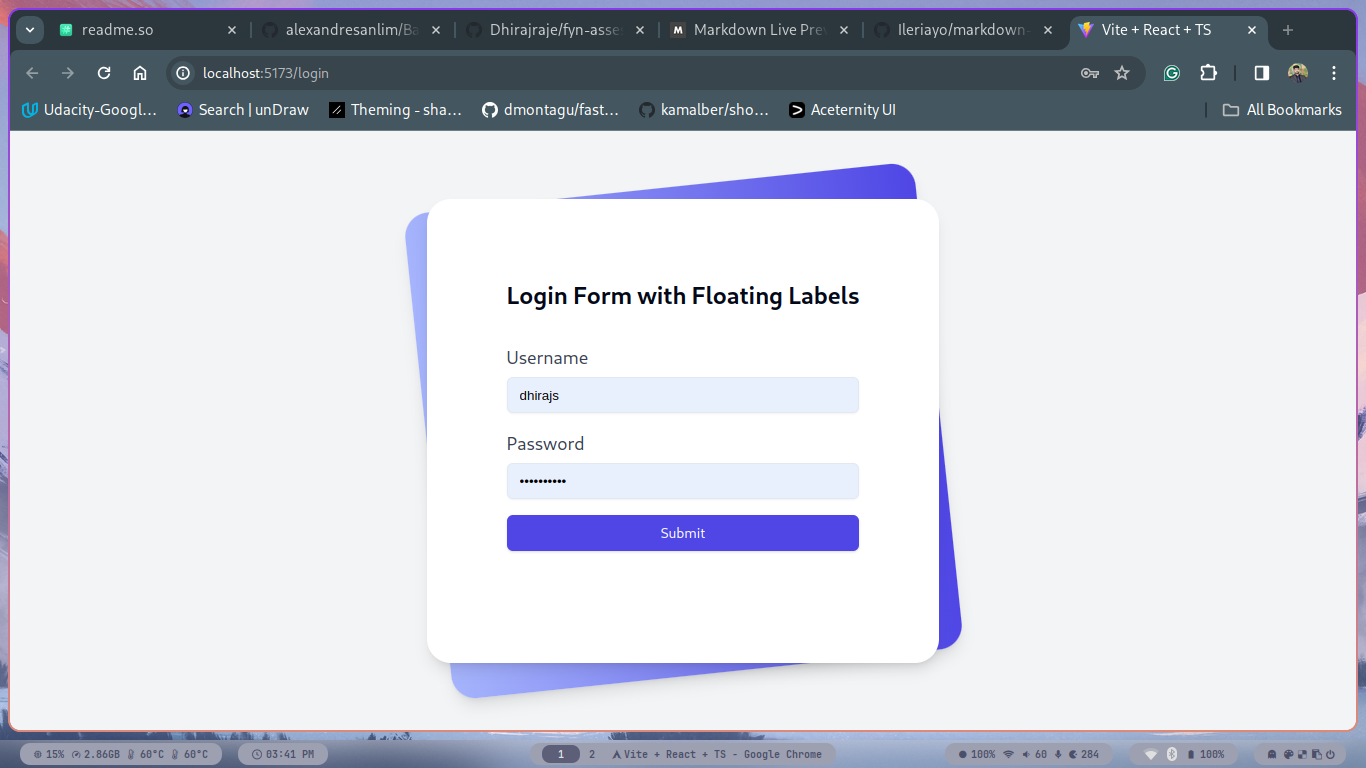 readme.so
alexandresanlim/Ba
Dhirajraje/fyn-asse
Markdown Live Prev
Ileriayo/markdown-
Vite + React + TS
localhost:5173/login
Udacity-Googl...
Search | unDraw
Theming - sha...
dmontagu/fast...
kamalber/sho...
Aceternity UI
All Bookmarks
Login Form with Floating Labels
Username
dhirajs
Password
••••••••••
Submit
15% 2.86GB 60°C 60°C
03:41 PM
1 2 Vite + React + TS - Google Chrome
100% 60 284
100%